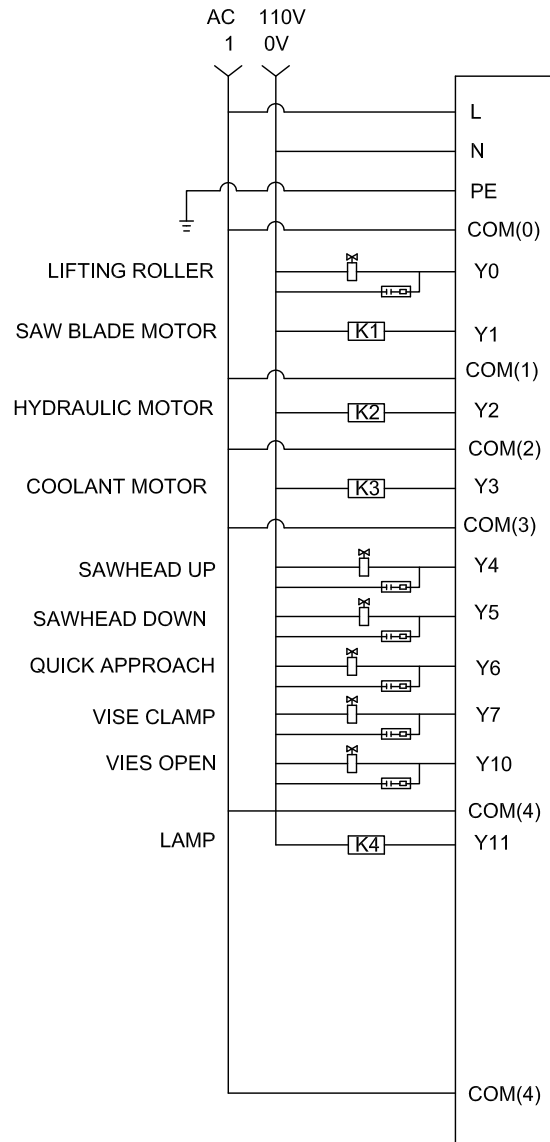 AC 110V
1 0V
L
N
PE
COM(0)
LIFTING ROLLER Y0
SAW BLADE MOTOR K1 Y1
COM(1)
HYDRAULIC MOTOR K2 Y2
COM(2)
COOLANT MOTOR K3 Y3
COM(3)
SAWHEAD UP Y4
SAWHEAD DOWN Y5
QUICK APPROACH Y6
VISE CLAMP Y7
VIES OPEN Y10
COM(4)
LAMP K4 Y11
COM(4)